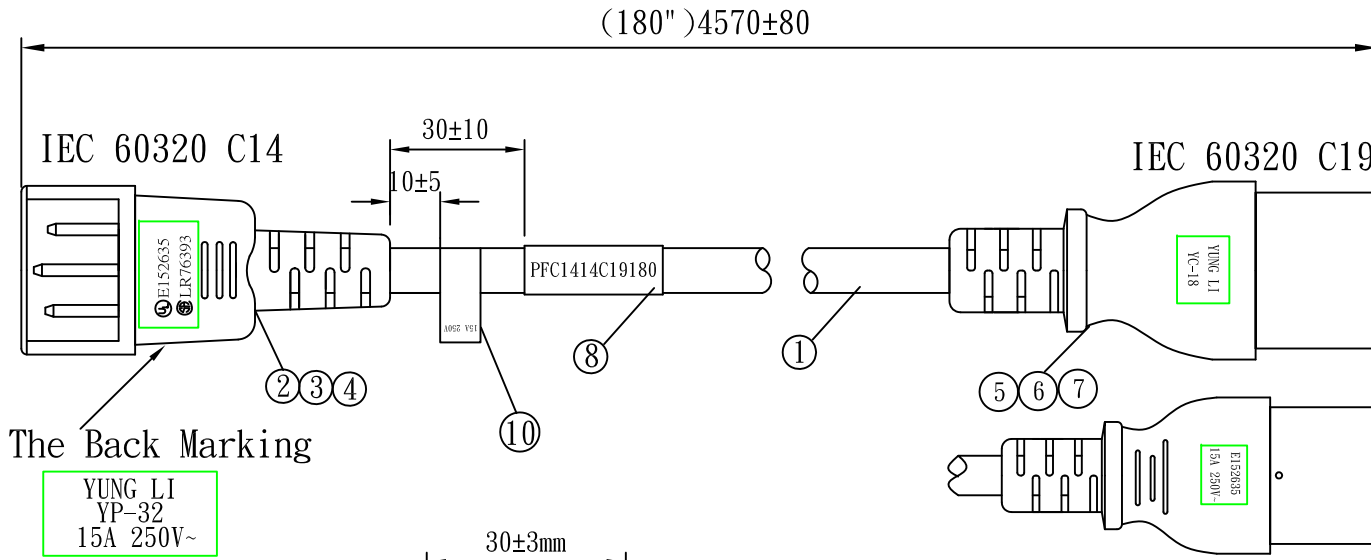 (180")4570±80
IEC 60320 C14
30±10
10±5
IEC 60320 C19
E152635
LR76393
PFC1414C19180
15A 250V
YUNG LI
YC-18
2
3
4
8
1
5
6
7
10
The Back Marking
YUNG LI
YP-32
15A 250V~
E152635
15A 250V~
30±3mm